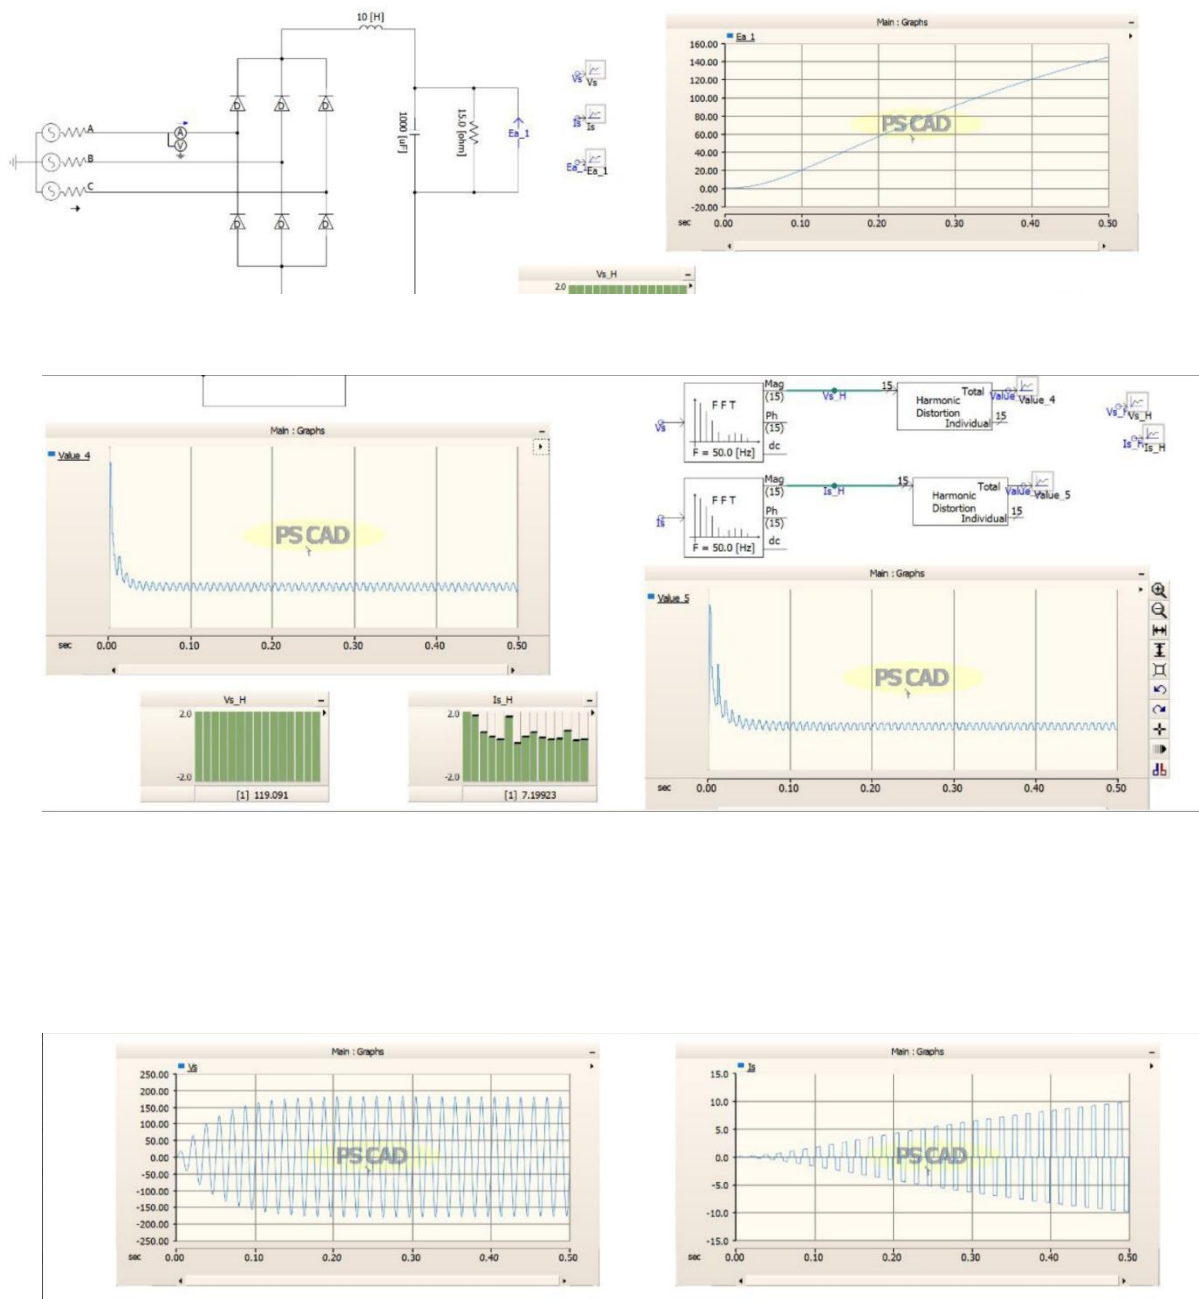 10 [H]
D D D
A
B
C
A
V
D D D
1000 [uF]
15.0 [ohm]
Ea_1
Vs Vs
Is Is
Ea_1 Ea_1
Main : Graphs
Ea_1
160.00
140.00
120.00
100.00
80.00
60.00
40.00
20.00
0.00
-20.00
PSCAD
sec 0.00 0.10 0.20 0.30 0.40 0.50
Vs_H
2.0
Main : Graphs
Value_4
PSCAD
sec 0.00 0.10 0.20 0.30 0.40 0.50
Vs
FFT
F = 50.0 [Hz]
Mag
(15)
Ph
(15)
dc
Vs_H
15
Harmonic
Distortion
Total
Individual
15
Value_4
Vs_H
Is_H Is_H
Is
FFT
F = 50.0 [Hz]
Mag
(15)
Ph
(15)
dc
Is_H
15
Harmonic
Distortion
Total
Individual
15
Value_5
Main : Graphs
Value_5
PSCAD
sec 0.00 0.10 0.20 0.30 0.40 0.50
Vs_H
2.0
-2.0
[1] 119.091
Is_H
2.0
-2.0
[1] 7.19923
Main : Graphs
Vs
250.00
200.00
150.00
100.00
50.00
0.00
-50.00
-100.00
-150.00
-200.00
-250.00
PSCAD
sec 0.00 0.10 0.20 0.30 0.40 0.50
Main : Graphs
Is
15.0
10.0
5.0
0.0
-5.0
-10.0
-15.0
PSCAD
sec 0.00 0.10 0.20 0.30 0.40 0.50